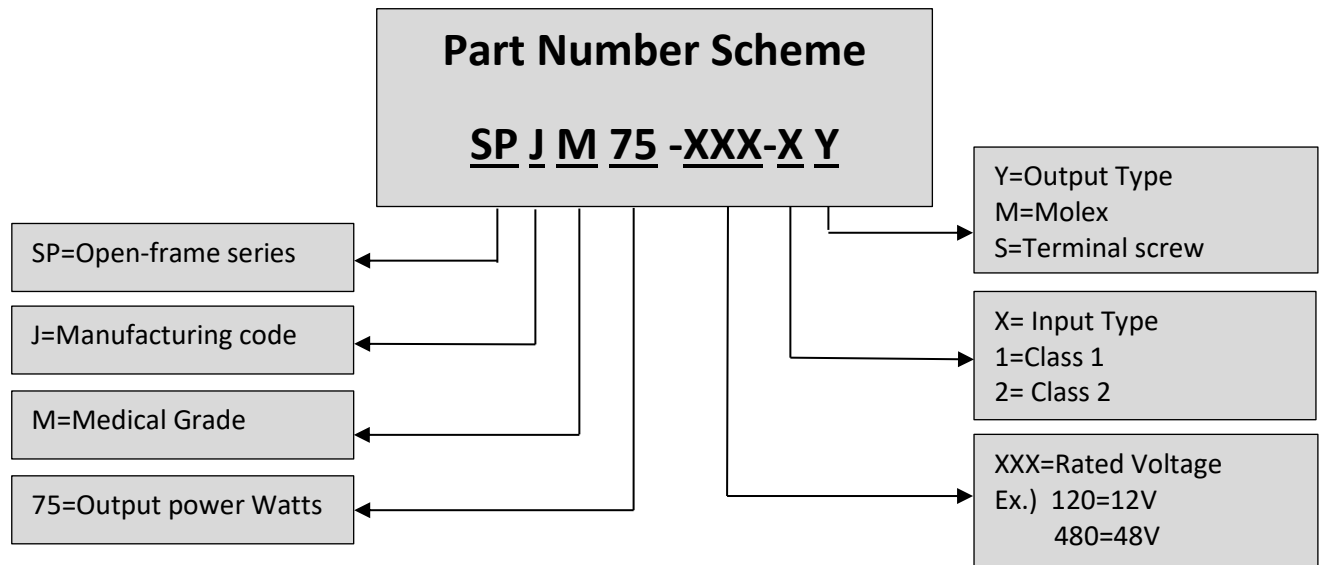 Part Number Scheme
SP J M 75 -XXX-X Y
SP=Open-frame series
J=Manufacturing code
M=Medical Grade
75=Output power Watts
Y=Output Type
M=Molex
S=Terminal screw
X= Input Type
1=Class 1
2= Class 2
XXX=Rated Voltage
Ex.) 120=12V
480=48V